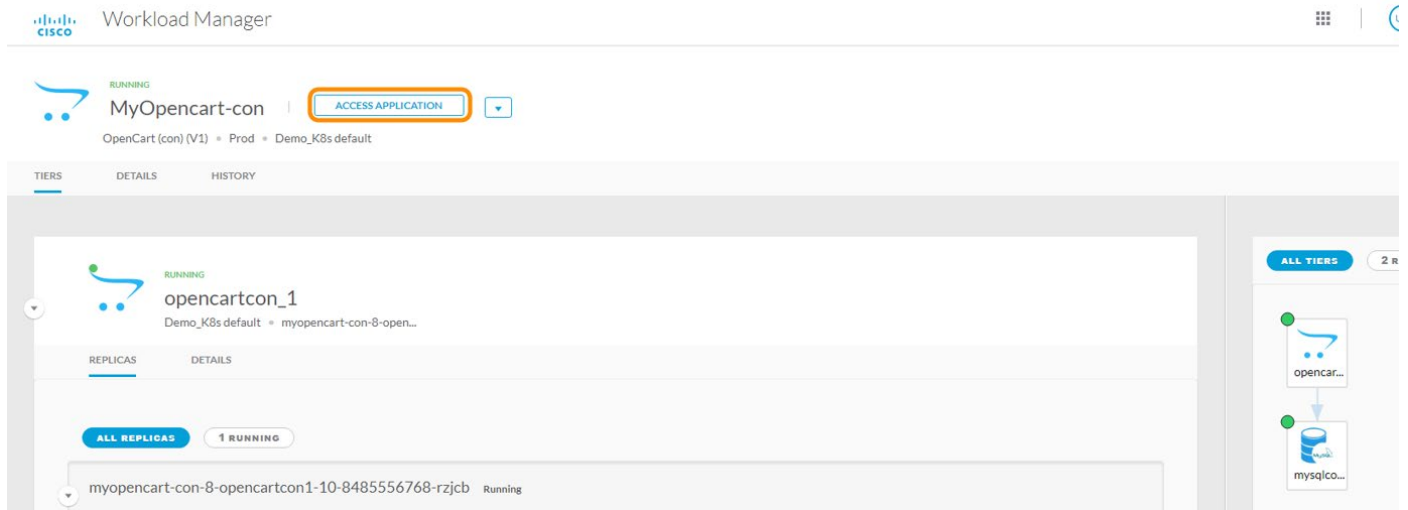 CISCO
Workload Manager
RUNNING
MyOpencart-con
ACCESS APPLICATION
OpenCart (con) (V1) • Prod • Demo_K8s default
TIERS DETAILS HISTORY
RUNNING
opencartcon_1
Demo_K8s default • myopencart-con-8-open...
REPLICAS DETAILS
ALL REPLICAS 1 RUNNING
myopencart-con-8-opencartcon1-10-8485556768-rzjcb Running
ALL TIERS 2 R
opencar...
MySQL
mysqlco...